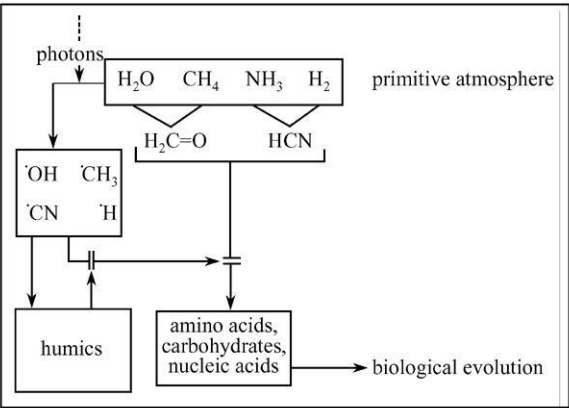 photons
H₂O CH₄ NH₃ H₂ primitive atmosphere
H₂C=O HCN
˙OH ˙CH₃
˙CN ˙H
humics
amino acids,
carbohydrates,
nucleic acids
biological evolution